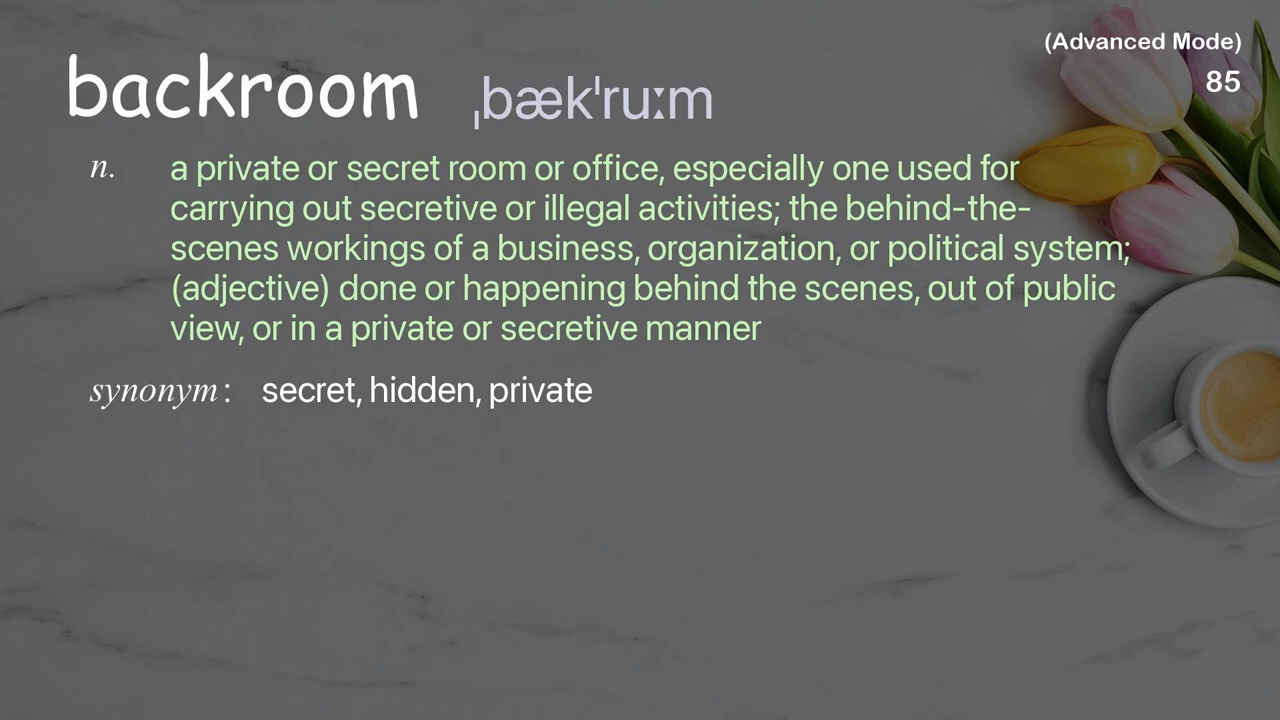 (Advanced Mode)
85
backroom ˌbækˈruːm
n. a private or secret room or office, especially one used for
carrying out secretive or illegal activities; the behind-the-
scenes workings of a business, organization, or political system;
(adjective) done or happening behind the scenes, out of public
view, or in a private or secretive manner
synonym: secret, hidden, private